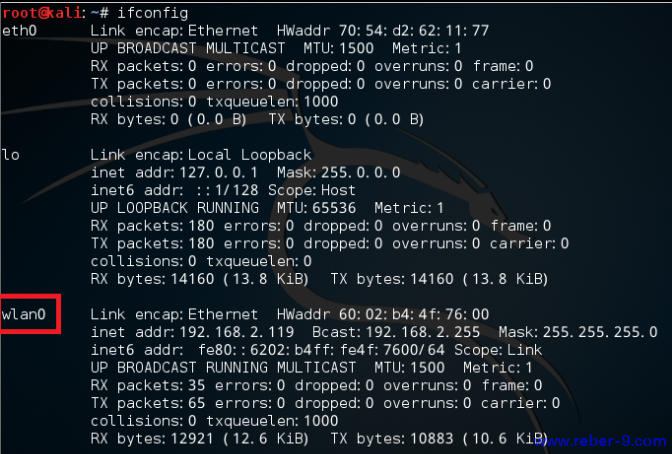 root@kali:~# ifconfig
eth0      Link encap:Ethernet  HWaddr 70:54:d2:62:11:77
          UP BROADCAST MULTICAST  MTU:1500  Metric:1
          RX packets:0 errors:0 dropped:0 overruns:0 frame:0
          TX packets:0 errors:0 dropped:0 overruns:0 carrier:0
          collisions:0 txqueuelen:1000
          RX bytes:0 (0.0 B)  TX bytes:0 (0.0 B)
lo        Link encap:Local Loopback
          inet addr:127.0.0.1  Mask:255.0.0.0
          inet6 addr: ::1/128 Scope:Host
          UP LOOPBACK RUNNING  MTU:65536  Metric:1
          RX packets:180 errors:0 dropped:0 overruns:0 frame:0
          TX packets:180 errors:0 dropped:0 overruns:0 carrier:0
          collisions:0 txqueuelen:0
          RX bytes:14160 (13.8 KiB)  TX bytes:14160 (13.8 KiB)
wlan0     Link encap:Ethernet  HWaddr 60:02:b4:4f:76:00
          inet addr:192.168.2.119  Bcast:192.168.2.255  Mask:255.255.255.0
          inet6 addr: fe80::6202:b4ff:fe4f:7600/64 Scope:Link
          UP BROADCAST RUNNING MULTICAST  MTU:1500  Metric:1
          RX packets:35 errors:0 dropped:0 overruns:0 frame:0
          TX packets:65 errors:0 dropped:0 overruns:0 carrier:0
          collisions:0 txqueuelen:1000
          RX bytes:12921 (12.6 KiB)  TX bytes:10883 (10.6 KiB)
www.reber-9.com